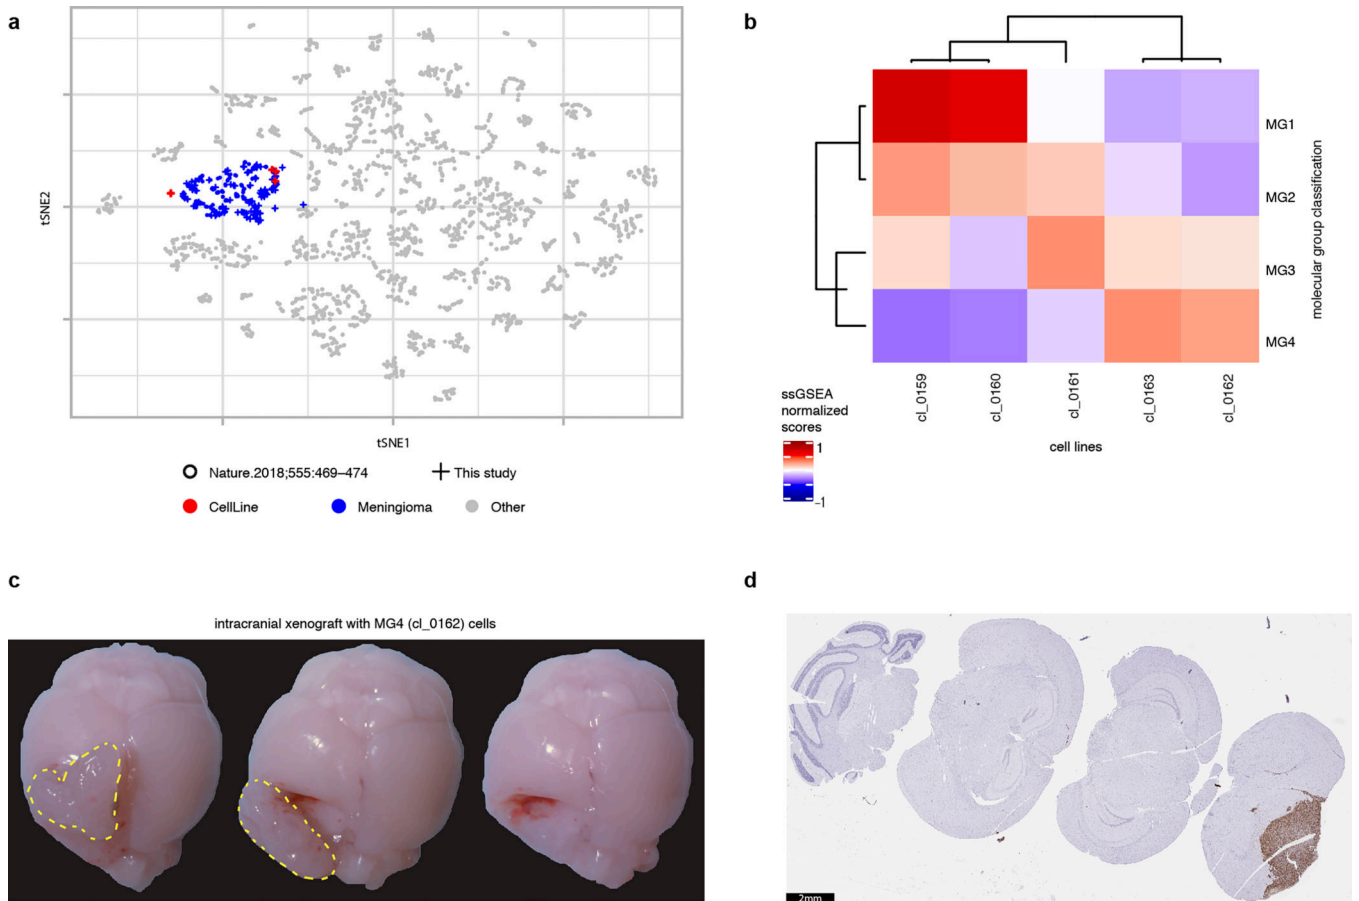 a
tSNE2
tSNE1
Nature.2018;555:469–474
This study
CellLine
Meningioma
Other
b
MG1
MG2
MG3
MG4
molecular group classification
cl_0159
cl_0160
cl_0161
cl_0163
cl_0162
cell lines
ssGSEA
normalized
scores
1
-1
c
intracranial xenograft with MG4 (cl_0162) cells
d
2mm